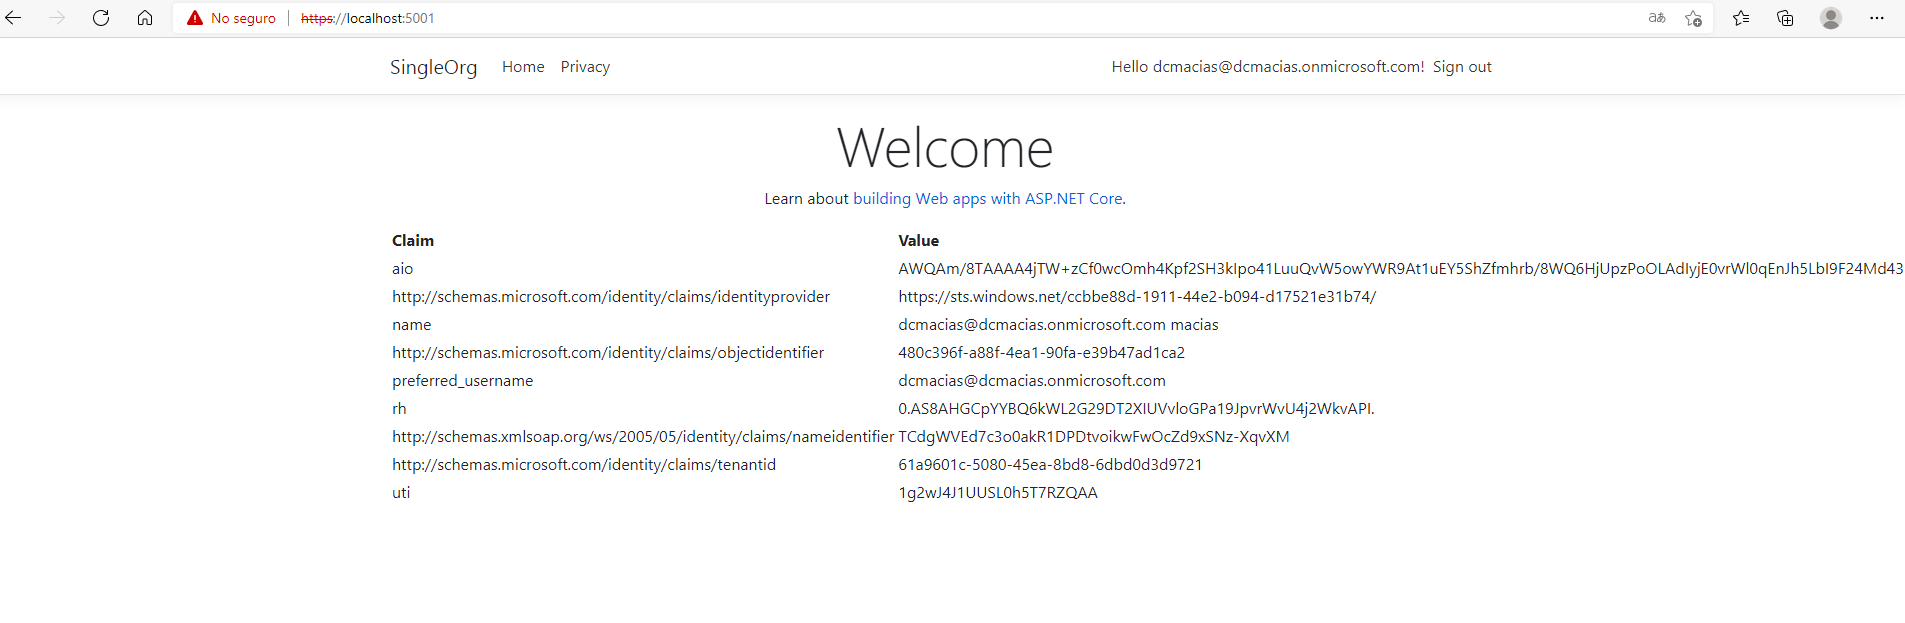 No seguro https://localhost:5001 aあ
SingleOrg Home Privacy Hello dcmacias@dcmacias.onmicrosoft.com! Sign out
Welcome
Learn about building Web apps with ASP.NET Core.
Claim Value
aio AWQAm/8TAAAA4jTW+zCf0wcOmh4Kpf2SH3kIpo41LuuQvW5owYWR9At1uEY5ShZfmhrb/8WQ6HjUpzPoOLAdIyjE0vrWl0qEnJh5LbI9F24Md43
http://schemas.microsoft.com/identity/claims/identityprovider https://sts.windows.net/ccbbe88d-1911-44e2-b094-d17521e31b74/
name dcmacias@dcmacias.onmicrosoft.com macias
http://schemas.microsoft.com/identity/claims/objectidentifier 480c396f-a88f-4ea1-90fa-e39b47ad1ca2
preferred_username dcmacias@dcmacias.onmicrosoft.com
rh 0.AS8AHGCpYYBQ6kWL2G29DT2XIUVvloGPa19JpvrWvU4j2WkvAPI.
http://schemas.xmlsoap.org/ws/2005/05/identity/claims/nameidentifier TCdgWVEd7c3o0akR1DPDtvoikwFwOcZd9xSNz-XqvXM
http://schemas.microsoft.com/identity/claims/tenantid 61a9601c-5080-45ea-8bd8-6dbd0d3d9721
uti 1g2wJ4J1UUSL0h5T7RZQAA